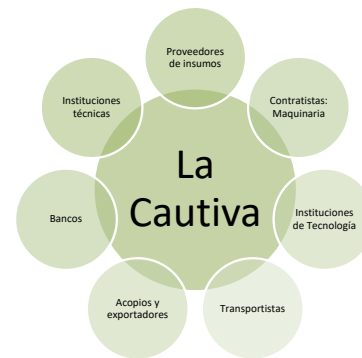 Proveedores
de insumos
Contratistas:
Maquinaria
Instituciones
de Tecnología
Transportistas
Acopios y
exportadores
Bancos
Instituciones
técnicas
La
Cautiva